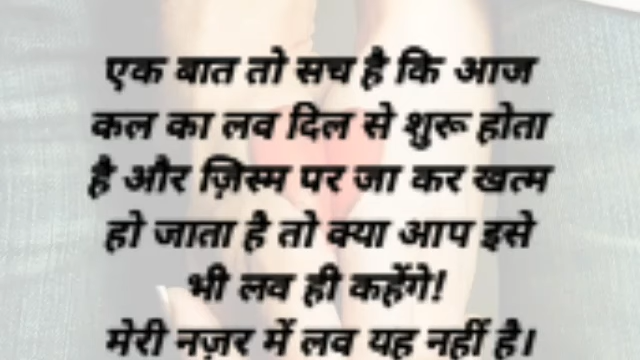 एक बात तो सच है कि आज
कल का लव दिल से शुरू होता
है और ज़िस्म पर जा कर खत्म
हो जाता है तो क्या आप इसे
भी लव ही कहेंगे!
मेरी नज़र में लव यह नहीं है।